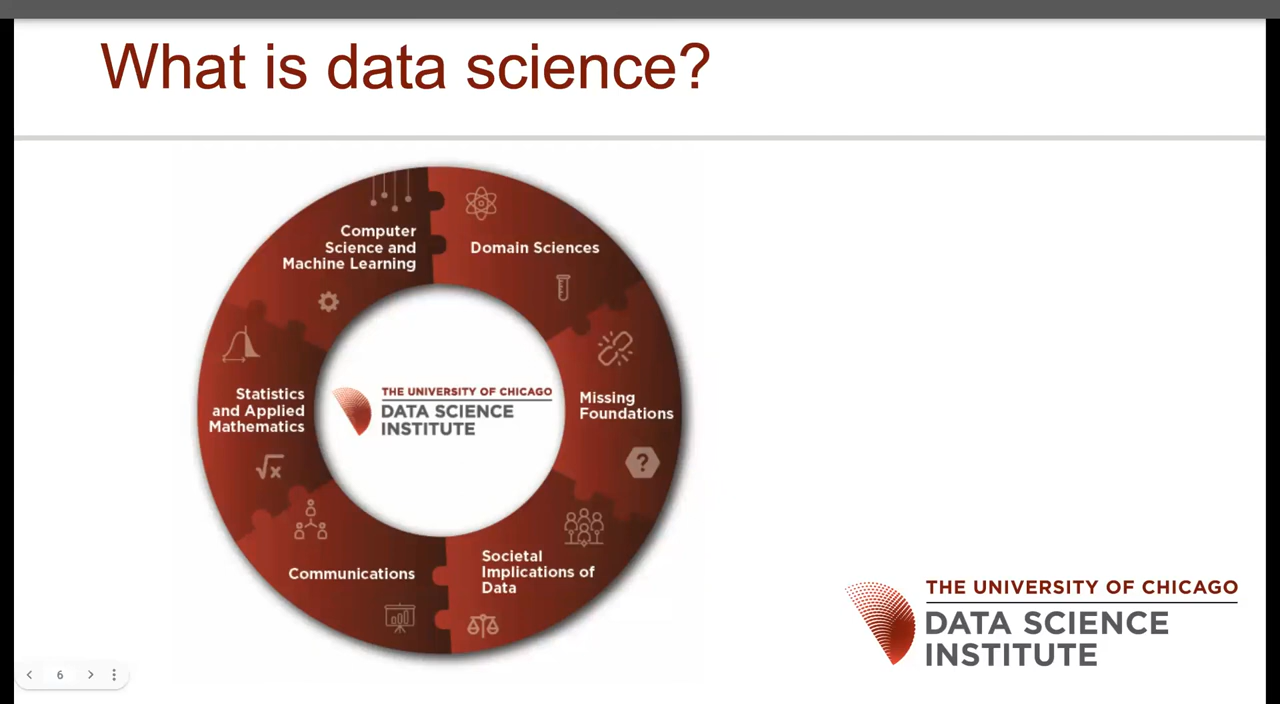 What is data science?
Computer
Science and
Machine Learning
Domain Sciences
Statistics
and Applied
Mathematics
THE UNIVERSITY OF CHICAGO
DATA SCIENCE
INSTITUTE
Missing
Foundations
?
√x
Communications
Societal
Implications of
Data
THE UNIVERSITY OF CHICAGO
DATA SCIENCE
INSTITUTE
6